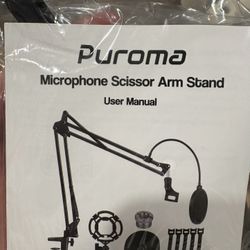 Puroma
Microphone Scissor Arm Stand
User Manual